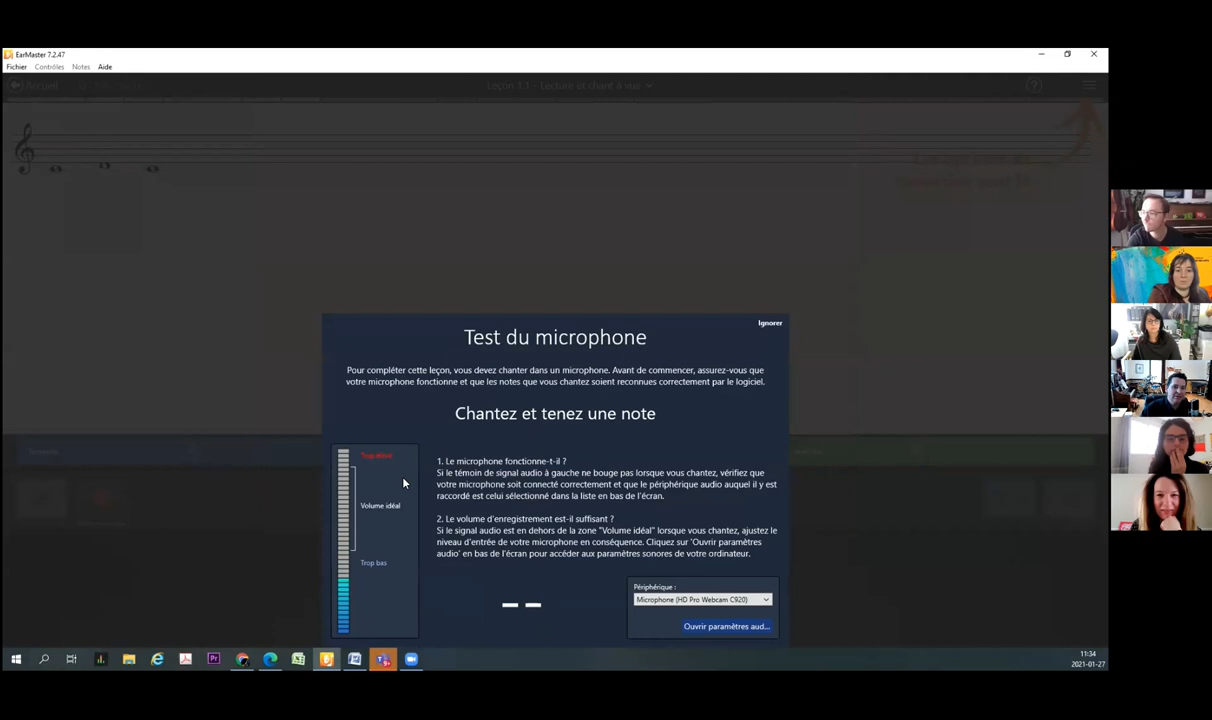 EarMaster 7.2.47
Fichier Contrôles Notes Aide
Accueil
Leçon 1.1 - Lecture et chant à vue
Ignorer
Test du microphone
Pour compléter cette leçon, vous devez chanter dans un microphone. Avant de commencer, assurez-vous que
votre microphone fonctionne et que les notes que vous chantez soient reconnues correctement par le logiciel.
Chantez et tenez une note
Trop élevé
Volume idéal
Trop bas
1. Le microphone fonctionne-t-il ?
Si le témoin de signal audio à gauche ne bouge pas lorsque vous chantez, vérifiez que
votre microphone soit connecté correctement et que le périphérique audio auquel il y est
raccordé est celui sélectionné dans la liste en bas de l'écran.
2. Le volume d'enregistrement est-il suffisant ?
Si le signal audio est en dehors de la zone "Volume idéal" lorsque vous chantez, ajustez le
niveau d'entrée de votre microphone en conséquence. Cliquez sur 'Ouvrir paramètres
audio' en bas de l'écran pour accéder aux paramètres sonores de votre ordinateur.
Périphérique :
Microphone (HD Pro Webcam C920)
Ouvrir paramètres aud...
11:34
2021-01-27